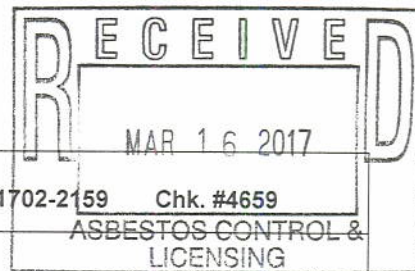 RECEIVED
MAR 16 2017
1702-2159 Chk. #4659
ASBESTOS CONTROL &
LICENSING